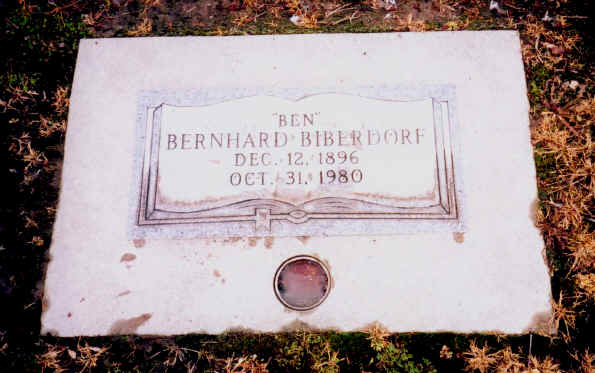 "BEN"
BERNHARD BIBERDORF
DEC. 12, 1896
OCT. 31, 1980